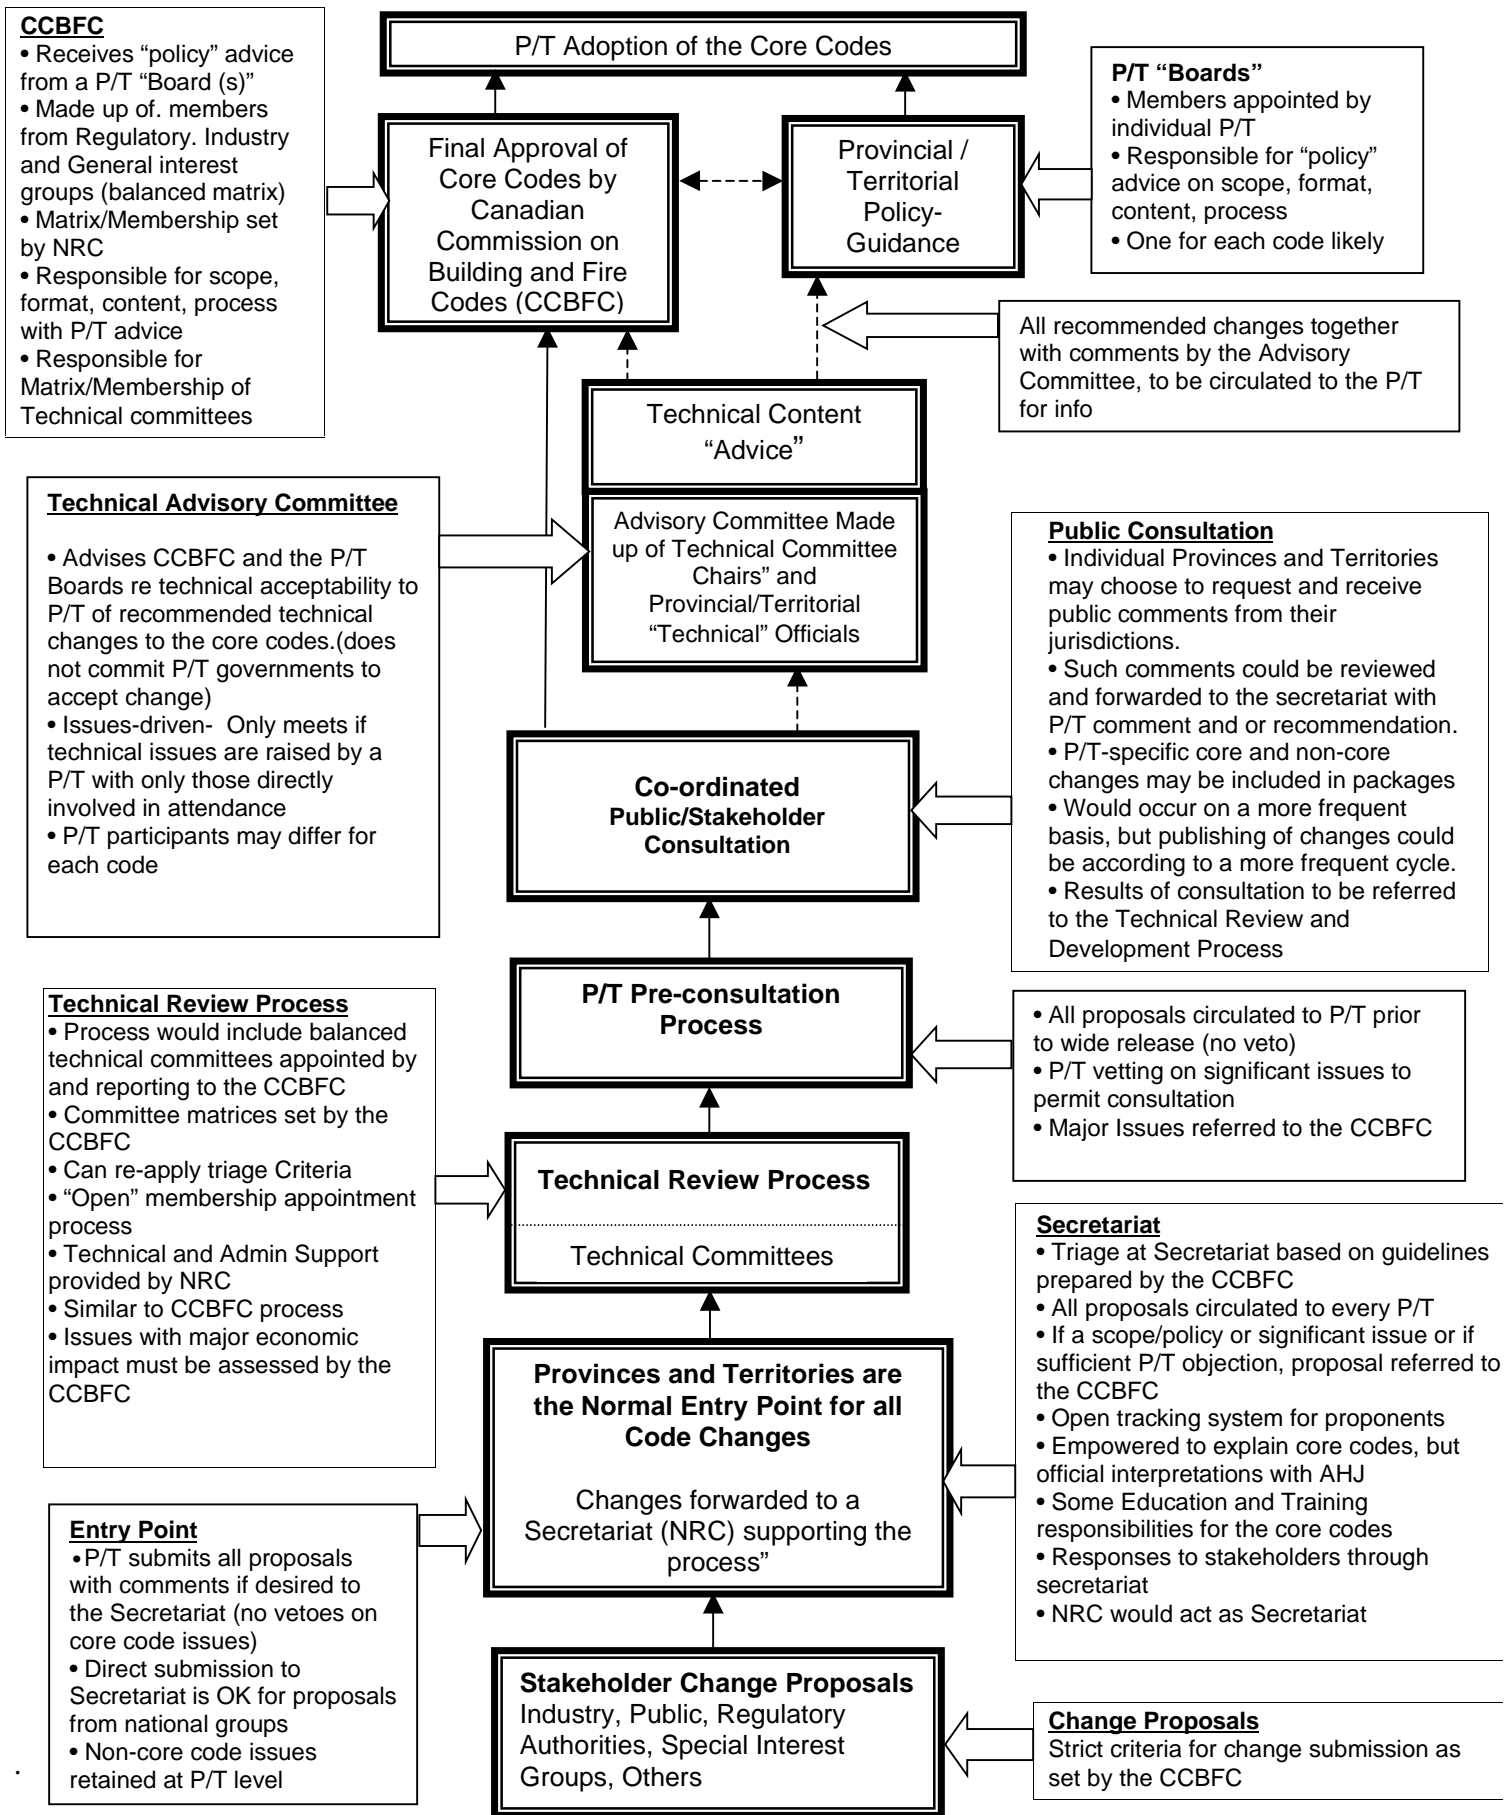 CCBFC
• Receives “policy” advice
from a P/T “Board (s)”
• Made up of. members
from Regulatory. Industry
and General interest
groups (balanced matrix)
• Matrix/Membership set
by NRC
• Responsible for scope,
format, content, process
with P/T advice
• Responsible for
Matrix/Membership of
Technical committees
P/T Adoption of the Core Codes
Final Approval of
Core Codes by
Canadian
Commission on
Building and Fire
Codes (CCBFC)
Provincial /
Territorial
Policy-
Guidance
P/T “Boards”
• Members appointed by
individual P/T
• Responsible for “policy”
advice on scope, format,
content, process
• One for each code likely
All recommended changes together
with comments by the Advisory
Committee, to be circulated to the P/T
for info
Technical Content
“Advice”
Advisory Committee Made
up of Technical Committee
Chairs” and
Provincial/Territorial
“Technical” Officials
Technical Advisory Committee
• Advises CCBFC and the P/T
Boards re technical acceptability to
P/T of recommended technical
changes to the core codes.(does
not commit P/T governments to
accept change)
• Issues-driven- Only meets if
technical issues are raised by a
P/T with only those directly
involved in attendance
• P/T participants may differ for
each code
Public Consultation
• Individual Provinces and Territories
may choose to request and receive
public comments from their
jurisdictions.
• Such comments could be reviewed
and forwarded to the secretariat with
P/T comment and or recommendation.
• P/T-specific core and non-core
changes may be included in packages
• Would occur on a more frequent
basis, but publishing of changes could
be according to a more frequent cycle.
• Results of consultation to be referred
to the Technical Review and
Development Process
Co-ordinated
Public/Stakeholder
Consultation
P/T Pre-consultation
Process
• All proposals circulated to P/T prior
to wide release (no veto)
• P/T vetting on significant issues to
permit consultation
• Major Issues referred to the CCBFC
Technical Review Process
• Process would include balanced
technical committees appointed by
and reporting to the CCBFC
• Committee matrices set by the
CCBFC
• Can re-apply triage Criteria
• “Open” membership appointment
process
• Technical and Admin Support
provided by NRC
• Similar to CCBFC process
• Issues with major economic
impact must be assessed by the
CCBFC
Technical Review Process
Technical Committees
Secretariat
• Triage at Secretariat based on guidelines
prepared by the CCBFC
• All proposals circulated to every P/T
• If a scope/policy or significant issue or if
sufficient P/T objection, proposal referred to
the CCBFC
• Open tracking system for proponents
• Empowered to explain core codes, but
official interpretations with AHJ
• Some Education and Training
responsibilities for the core codes
• Responses to stakeholders through
secretariat
• NRC would act as Secretariat
Provinces and Territories are
the Normal Entry Point for all
Code Changes
Changes forwarded to a
Secretariat (NRC) supporting the
process”
Entry Point
• P/T submits all proposals
with comments if desired to
the Secretariat (no vetoes on
core code issues)
• Direct submission to
Secretariat is OK for proposals
from national groups
• Non-core code issues
retained at P/T level
.
Stakeholder Change Proposals
Industry, Public, Regulatory
Authorities, Special Interest
Groups, Others
Change Proposals
Strict criteria for change submission as
set by the CCBFC